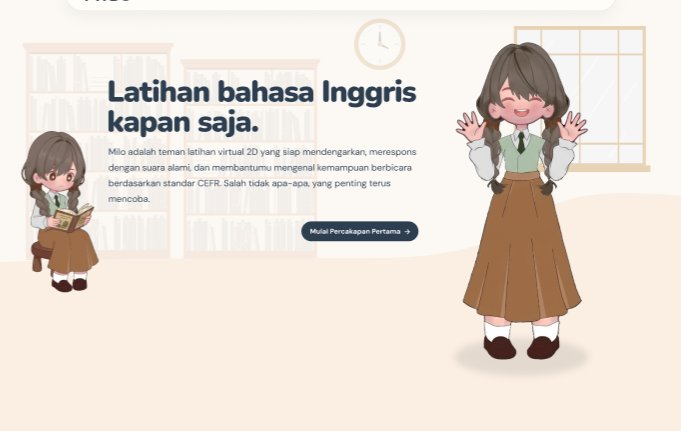 Latihan bahasa Inggris
kapan saja.
Milo adalah teman latihan virtual 2D yang siap mendengarkan, merespons
dengan suara alami, dan membantumu mengenal kemampuan berbicara
berdasarkan standar CEFR. Salah tidak apa-apa, yang penting terus
mencoba.
Mulai Percakapan Pertama →